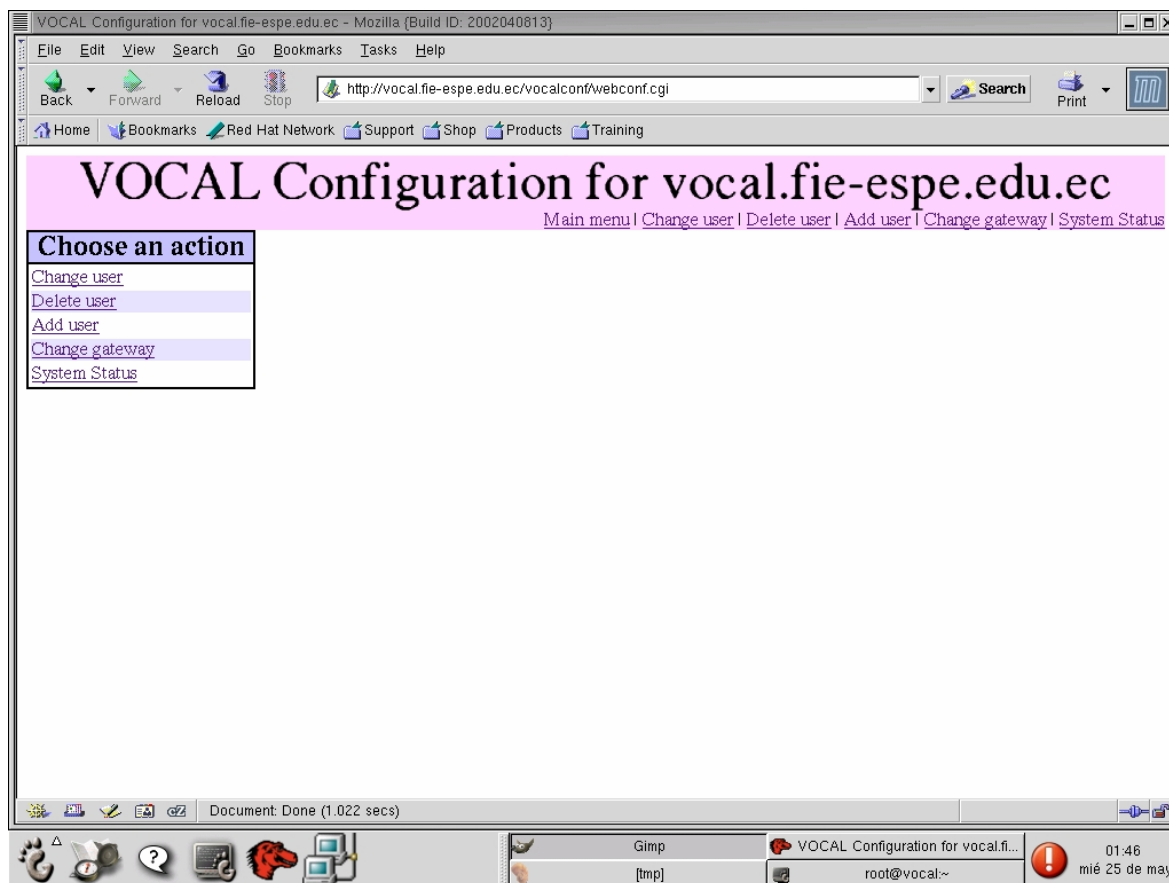 VOCAL Configuration for vocal.fie-espe.edu.ec - Mozilla {Build ID: 2002040813}
File Edit View Search Go Bookmarks Tasks Help
Back Forward Reload Stop http://vocal.fie-espe.edu.ec/vocalconf/webconf.cgi Search Print
Home Bookmarks Red Hat Network Support Shop Products Training
VOCAL Configuration for vocal.fie-espe.edu.ec
Main menu | Change user | Delete user | Add user | Change gateway | System Status
Choose an action
Change user
Delete user
Add user
Change gateway
System Status
Document: Done (1.022 secs)
Gimp VOCAL Configuration for vocal.fi... 01:46
[tmp] root@vocal:~ mié 25 de may